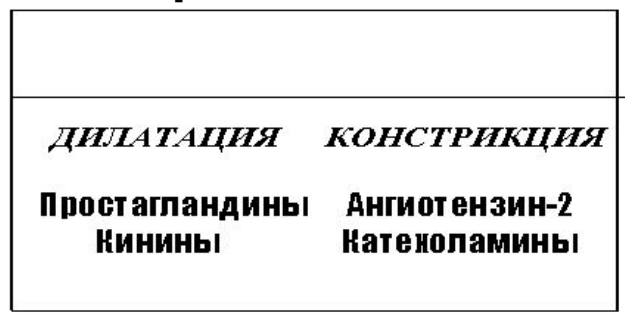 ДИЛАТАЦИЯ КОНСТРИКЦИЯ
Простагландины Ангиотензин-2
Кинины Катехоламины